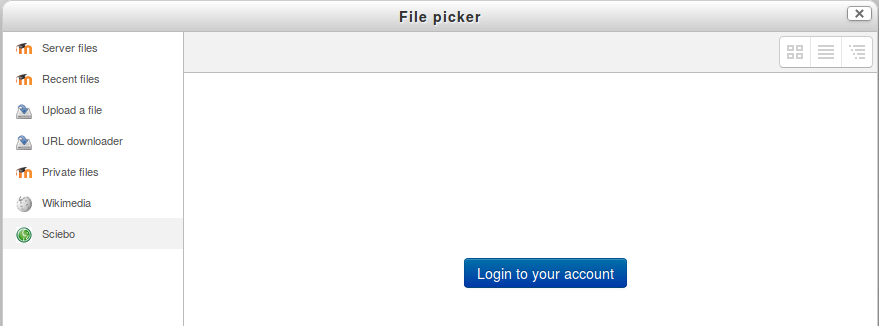 File picker
Server files
Recent files
Upload a file
URL downloader
Private files
Wikimedia
Sciebo
Login to your account